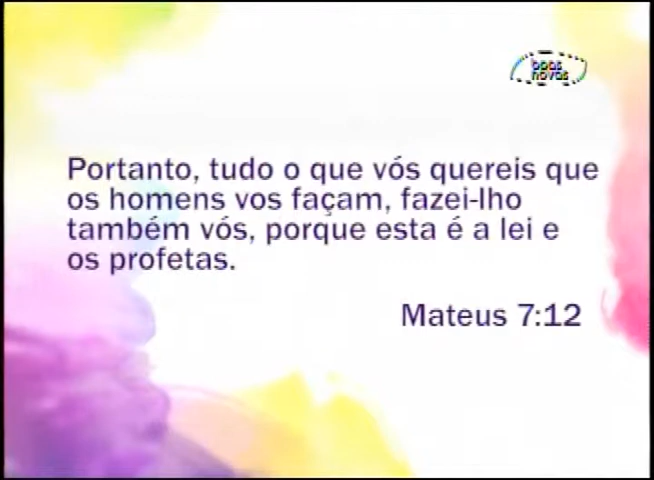 boas
novas
Portanto, tudo o que vós quereis que
os homens vos façam, fazei-lho
também vós, porque esta é a lei e
os profetas.
Mateus 7:12